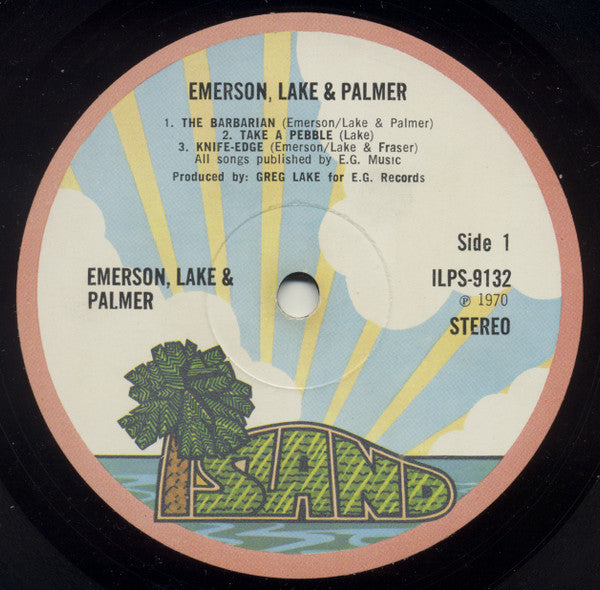 EMERSON, LAKE & PALMER
1. THE BARBARIAN (Emerson/Lake & Palmer)
2. TAKE A PEBBLE (Lake)
3. KNIFE-EDGE (Emerson/Lake & Fraser)
All songs published by E.G. Music
Produced by: GREG LAKE for E.G. Records
Side 1
EMERSON, LAKE &
PALMER
ILPS-9132
℗ 1970
STEREO
ISLAND